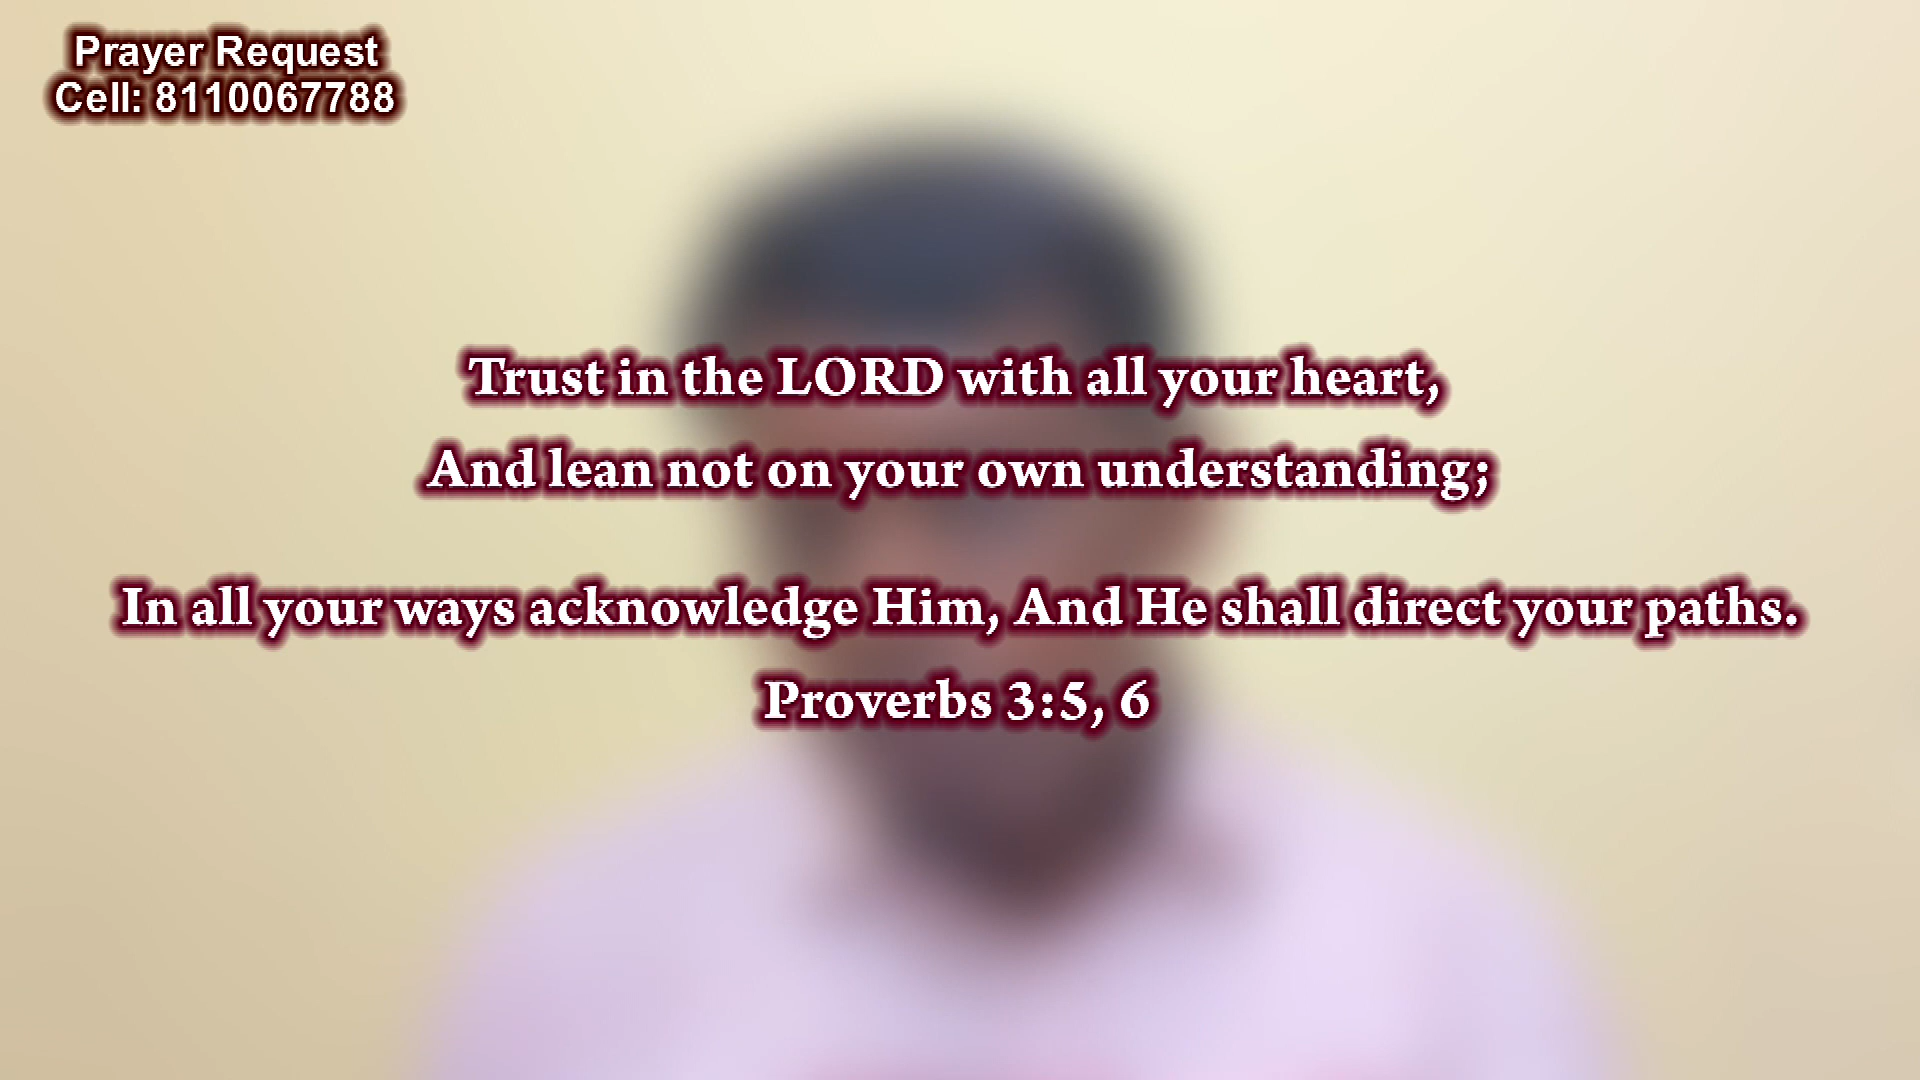 Prayer Request
Cell: 8110067788
Trust in the LORD with all your heart,
And lean not on your own understanding;
In all your ways acknowledge Him, And He shall direct your paths.
Proverbs 3:5, 6